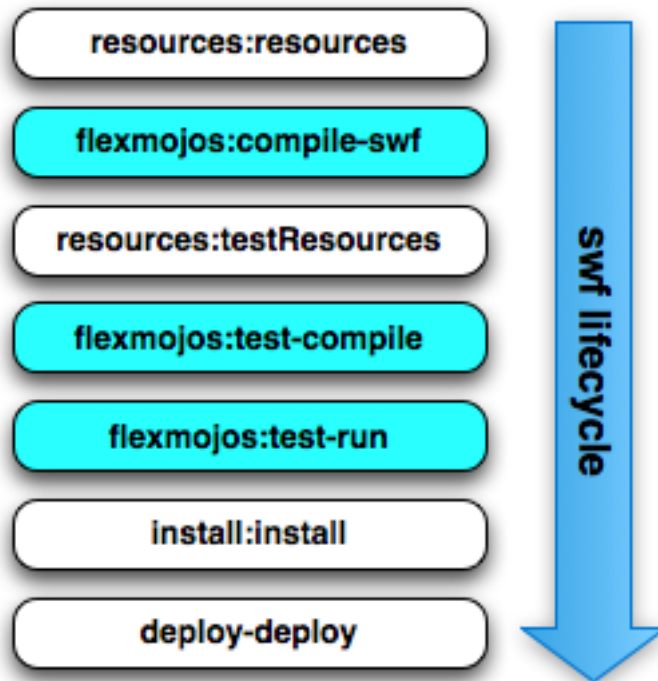 resources:resources
flexmojos:compile-swf
resources:testResources
flexmojos:test-compile
flexmojos:test-run
install:install
deploy-deploy
swf lifecycle